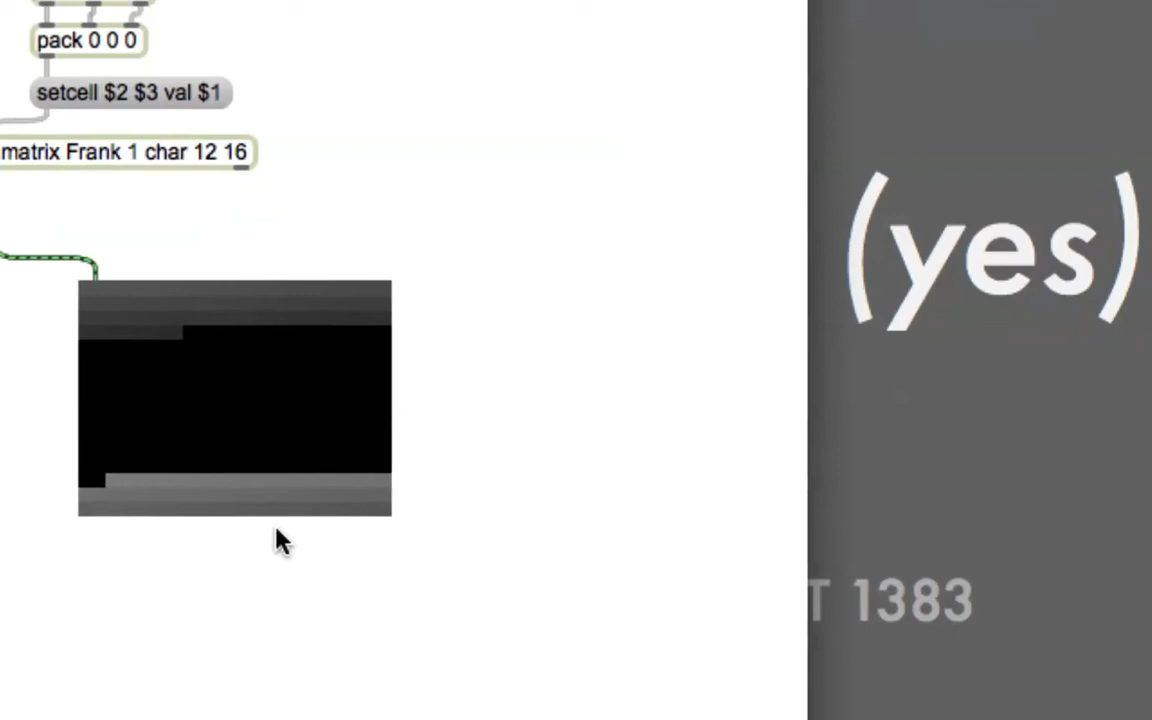 pack 0 0 0
setcell $2 $3 val $1
matrix Frank 1 char 12 16
(yes)
T 1383